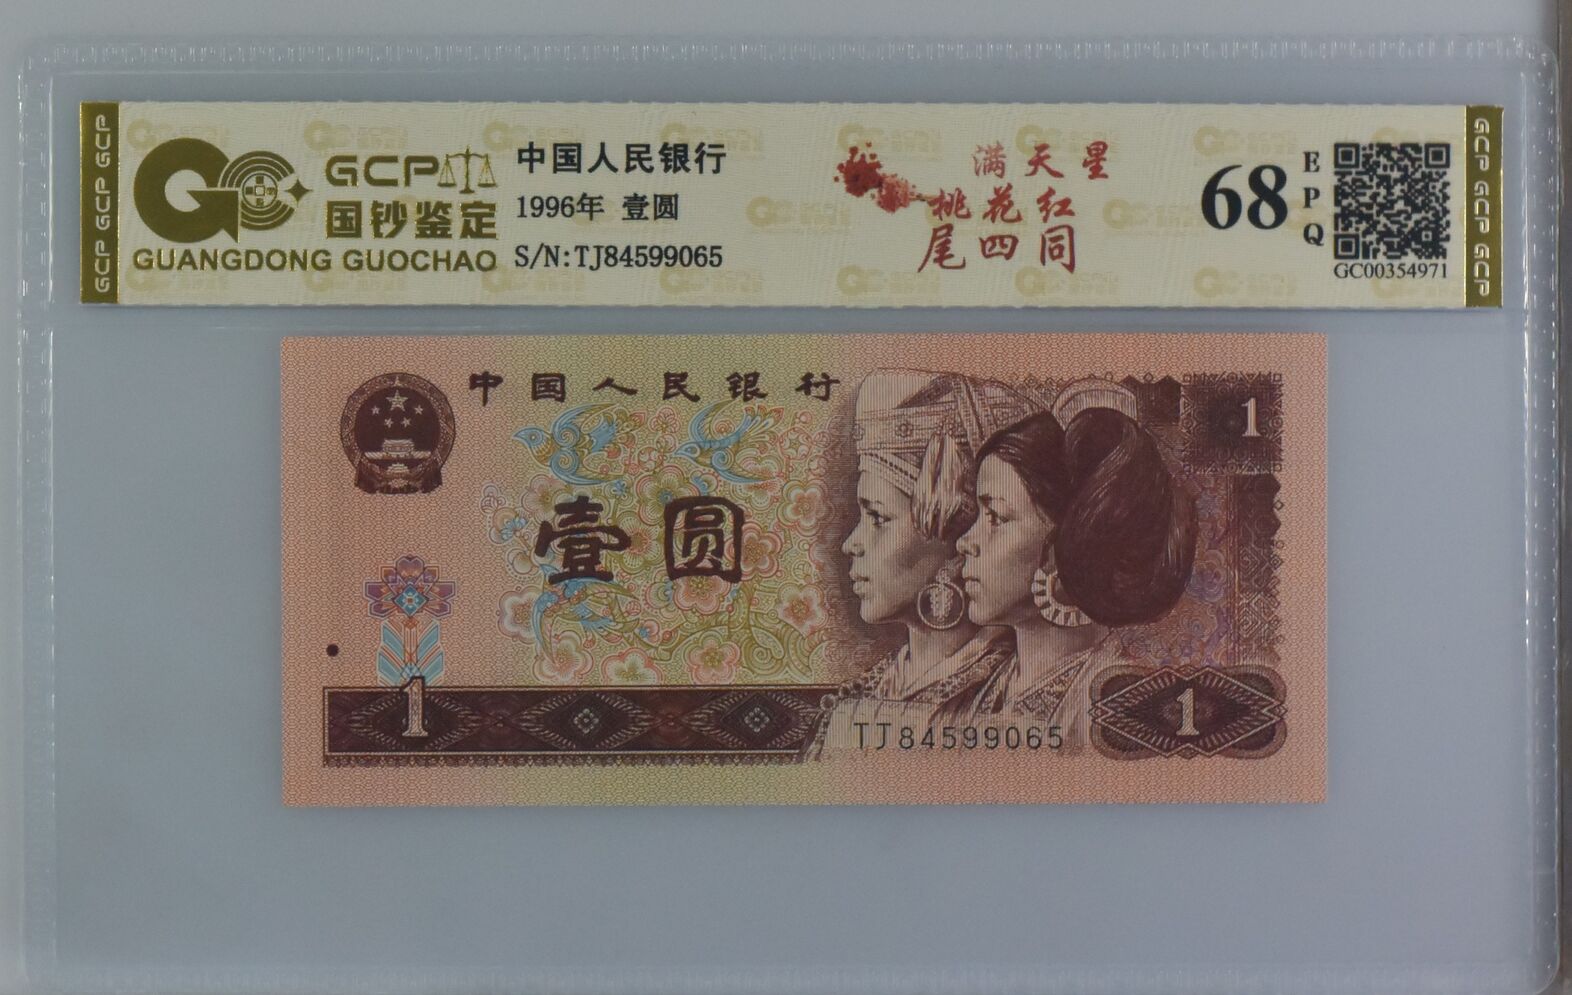 GCP GCP GCP
GCP
国钞鉴定
GUANGDONG GUOCHAO
中国人民银行
1996年 壹圆
S/N:TJ84599065
满天星
桃花红
尾四同
68
EPQ
GC00354971
GCP GCP GCP
中国人民银行
1
壹圆
1
1
TJ84599065